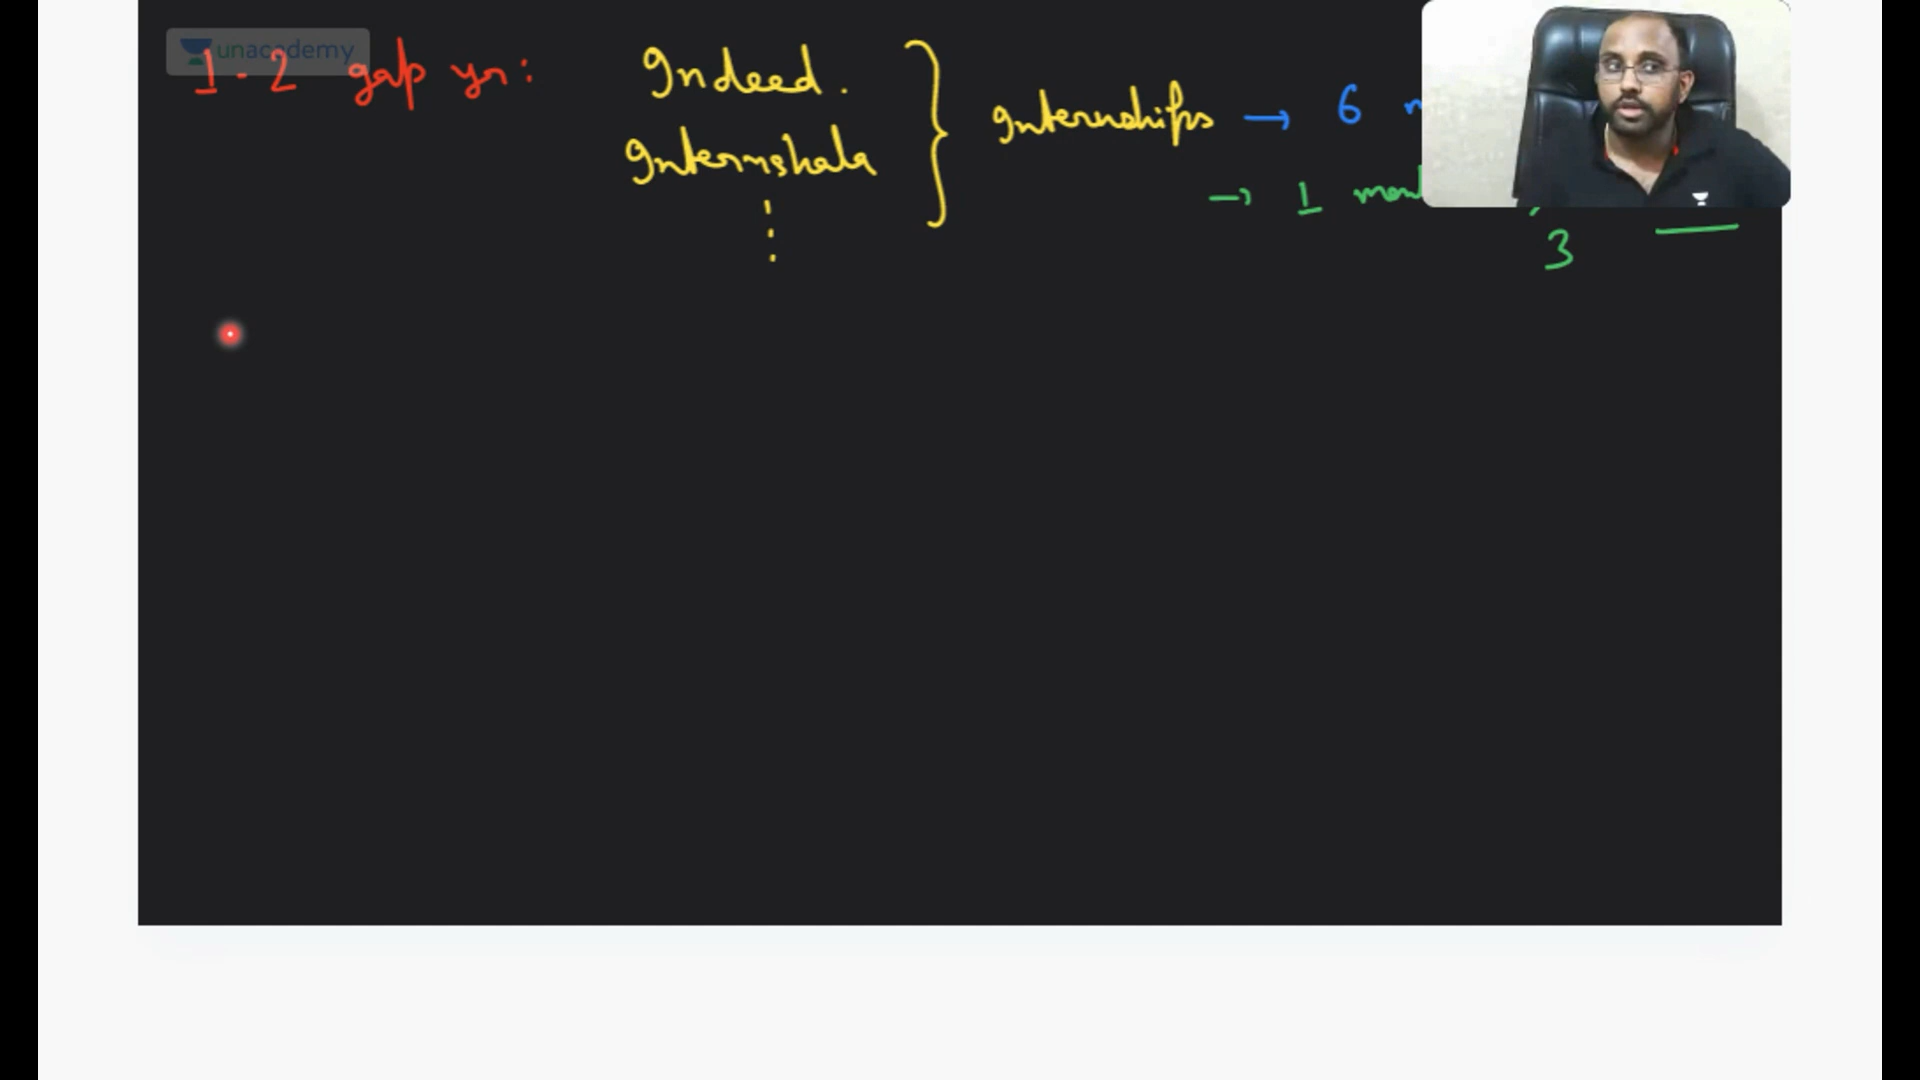 unacademy
1-2 gap yr: Indeed.
Internshala
Internships → 6
→ 1
3